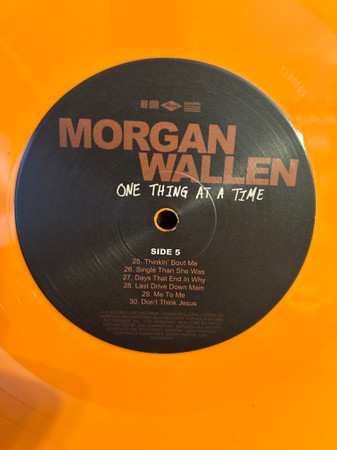 MORGAN
WALLEN
ONE THING AT A TIME
SIDE 5
25. Thinkin' Bout Me
26. Single Than She Was
27. Days That End In Why
28. Last Drive Down Main
29. Me To Me
30. Don't Think Jesus